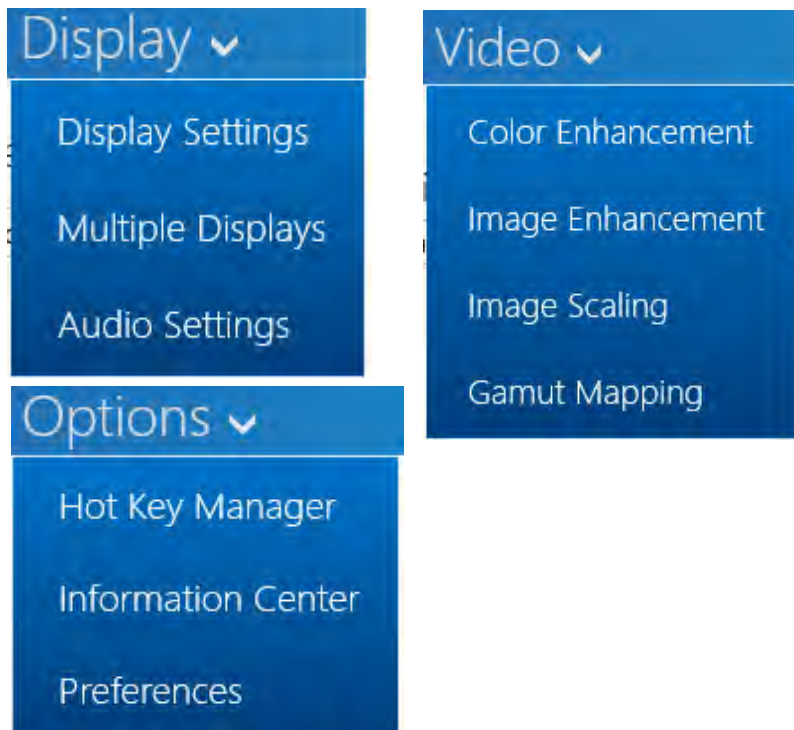 Display
Display Settings
Multiple Displays
Audio Settings
Video
Color Enhancement
Image Enhancement
Image Scaling
Gamut Mapping
Options
Hot Key Manager
Information Center
Preferences